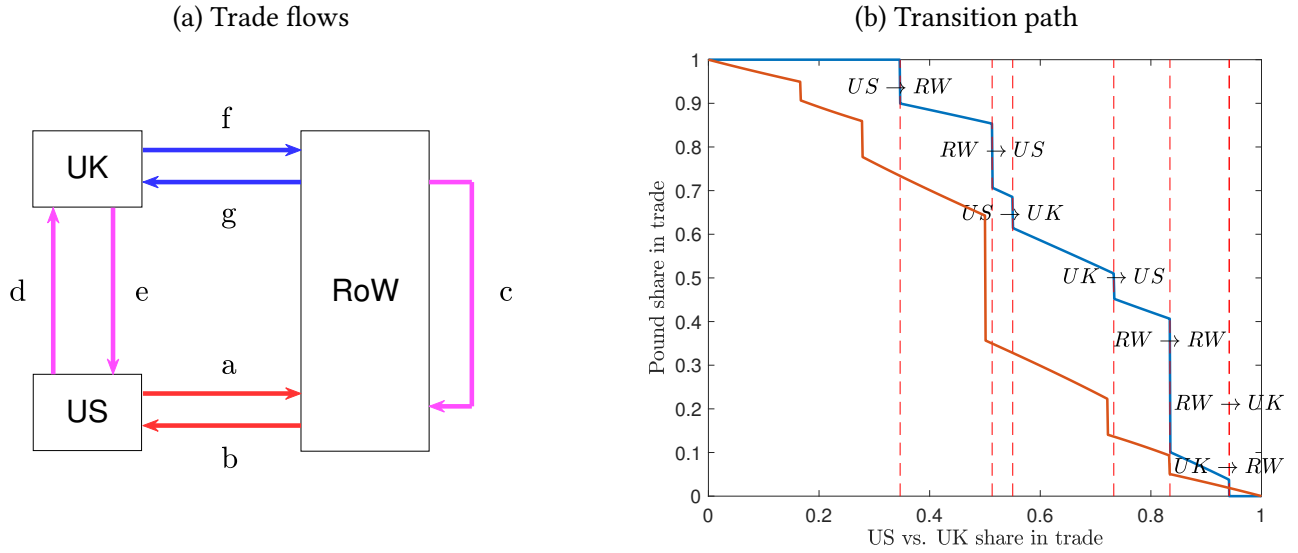 (a) Trade flows
f
UK
g
d
e
RoW
c
a
US
b
(b) Transition path
Pound share in trade
1
0.9
0.8
0.7
0.6
0.5
0.4
0.3
0.2
0.1
0
US → RW
RW → US
US → UK
UK → US
RW → RW
RW → UK
UK → RW
0 0.2 0.4 0.6 0.8 1
US vs. UK share in trade